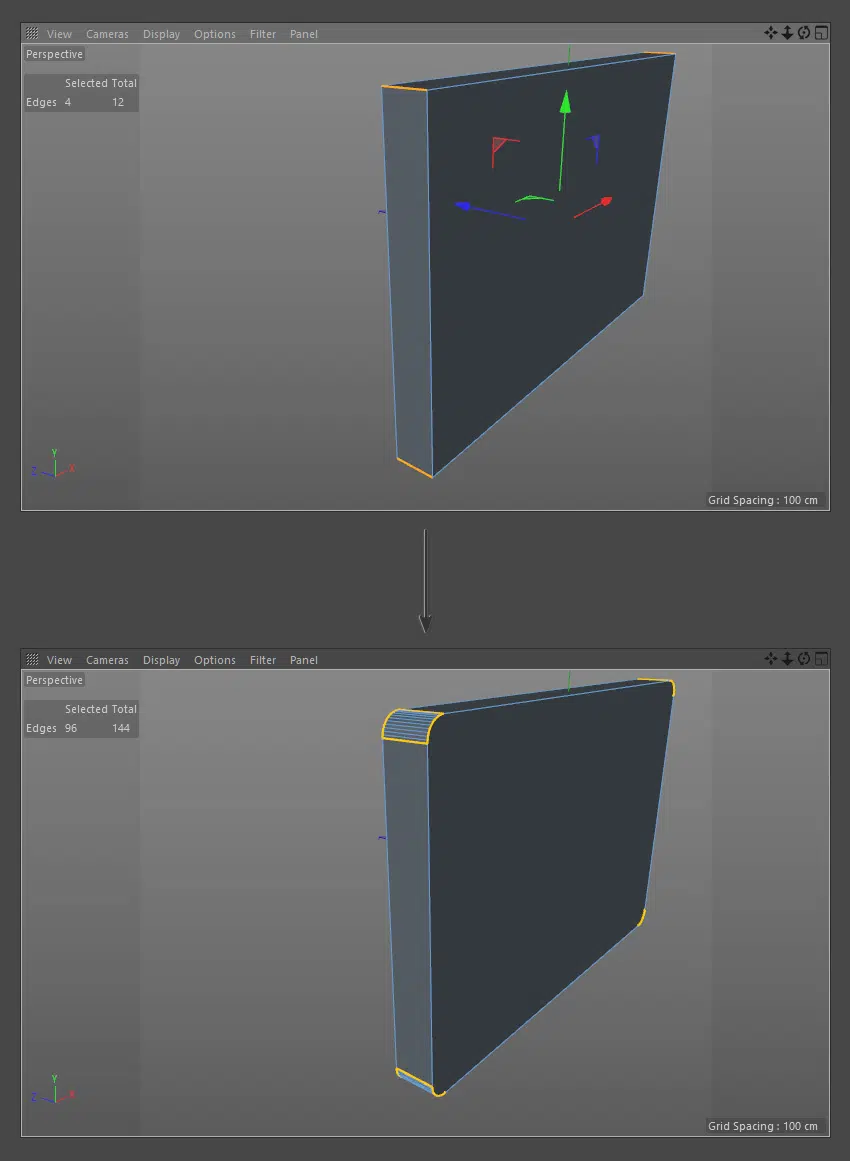 View Cameras Display Options Filter Panel
Perspective
Selected Total
Edges 4 12
Y
Z X
Grid Spacing : 100 cm
View Cameras Display Options Filter Panel
Perspective
Selected Total
Edges 96 144
Y
Z X
Grid Spacing : 100 cm